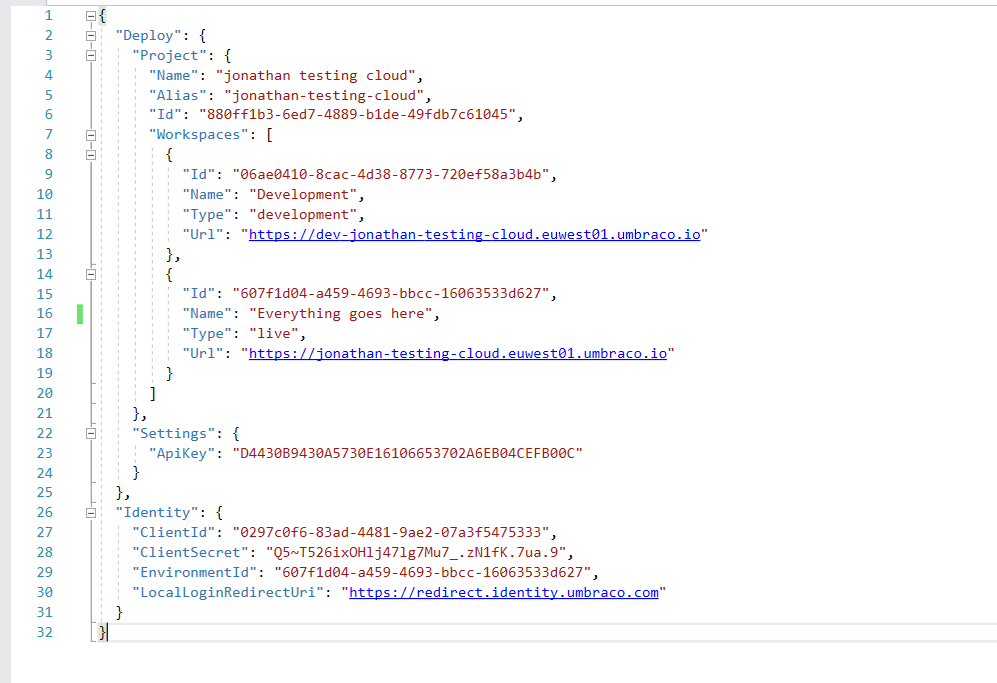 1 {
2 "Deploy": {
3 "Project": {
4 "Name": "jonathan testing cloud",
5 "Alias": "jonathan-testing-cloud",
6 "Id": "880ff1b3-6ed7-4889-b1de-49fdb7c61045",
7 "Workspaces": [
8 {
9 "Id": "06ae0410-8cac-4d38-8773-720ef58a3b4b",
10 "Name": "Development",
11 "Type": "development",
12 "Url": "https://dev-jonathan-testing-cloud.euwest01.umbraco.io"
13 },
14 {
15 "Id": "607f1d04-a459-4693-bbcc-16063533d627",
16 "Name": "Everything goes here",
17 "Type": "live",
18 "Url": "https://jonathan-testing-cloud.euwest01.umbraco.io"
19 }
20 ]
21 },
22 "Settings": {
23 "ApiKey": "D4430B9430A5730E16106653702A6EB04CEFB00C"
24 }
25 },
26 "Identity": {
27 "ClientId": "0297c0f6-83ad-4481-9ae2-07a3f5475333",
28 "ClientSecret": "Q5~T526ixOHlj47lg7Mu7_.zN1fK.7ua.9",
29 "EnvironmentId": "607f1d04-a459-4693-bbcc-16063533d627",
30 "LocalLoginRedirectUri": "https://redirect.identity.umbraco.com"
31 }
32 }